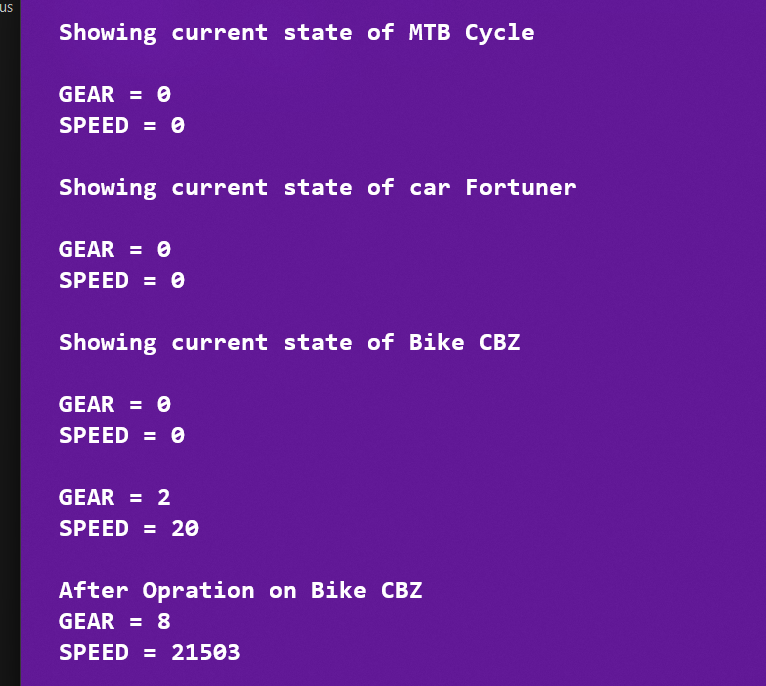 us
Showing current state of MTB Cycle
GEAR = 0
SPEED = 0
Showing current state of car Fortuner
GEAR = 0
SPEED = 0
Showing current state of Bike CBZ
GEAR = 0
SPEED = 0
GEAR = 2
SPEED = 20
After Opration on Bike CBZ
GEAR = 8
SPEED = 21503